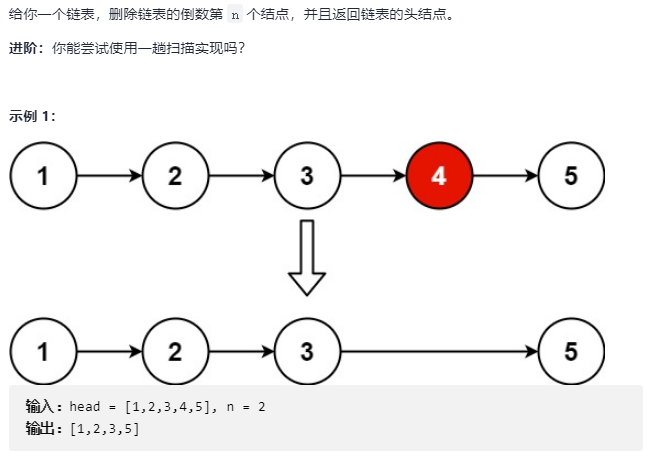 给你一个链表，删除链表的倒数第 n 个结点，并且返回链表的头结点。
进阶：你能尝试使用一趟扫描实现吗？
示例 1：
1 2 3 4 5
1 2 3 5
输入：head = [1,2,3,4,5], n = 2
输出：[1,2,3,5]